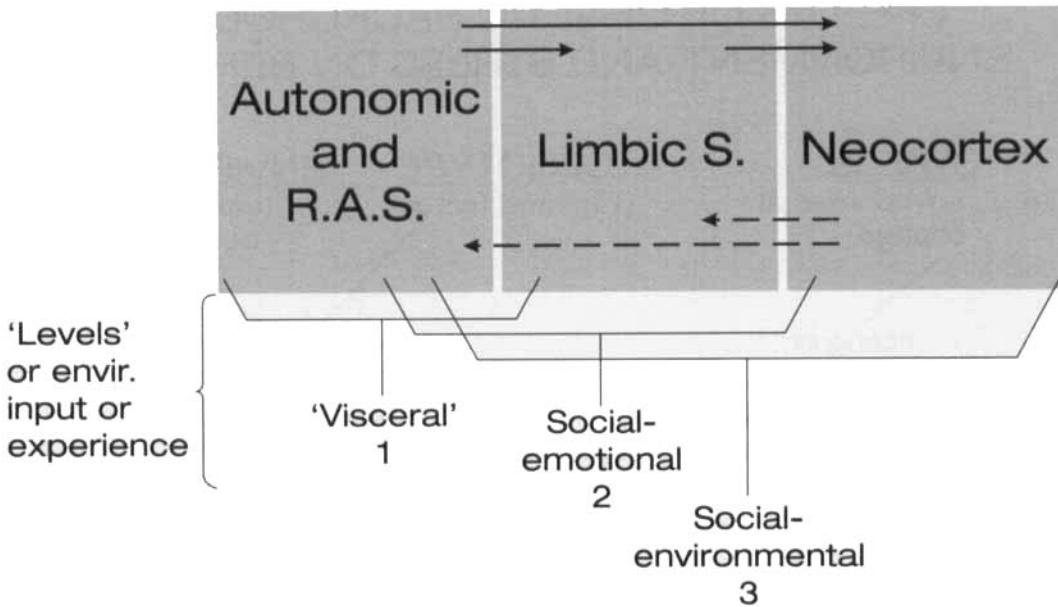 Autonomic
and
R.A.S.
Limbic S.
Neocortex
'Levels'
or envir.
input or
experience
'Visceral'
1
Social-
emotional
2
Social-
environmental
3